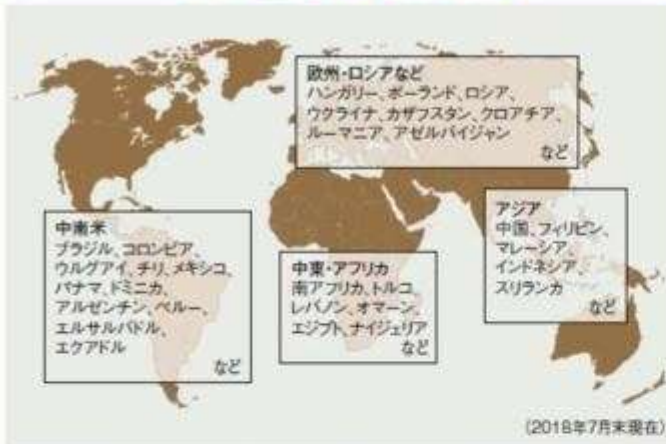 欧州・ロシアなど
ハンガリー、ポーランド、ロシア、
ウクライナ、カザフスタン、クロアチア、
ルーマニア、アゼルバイジャン
など
アジア
中国、フィリピン、
マレーシア、
インドネシア、
スリランカ
など
中南米
ブラジル、コロンビア、
ウルグアイ、チリ、メキシコ、
パナマ、ドミニカ、
アルゼンチン、ペルー、
エルサルバドル、
エクアドル
など
中東・アフリカ
南アフリカ、トルコ、
レバノン、オマーン、
エジプト、ナイジェリア
など
(2018年7月末現在)